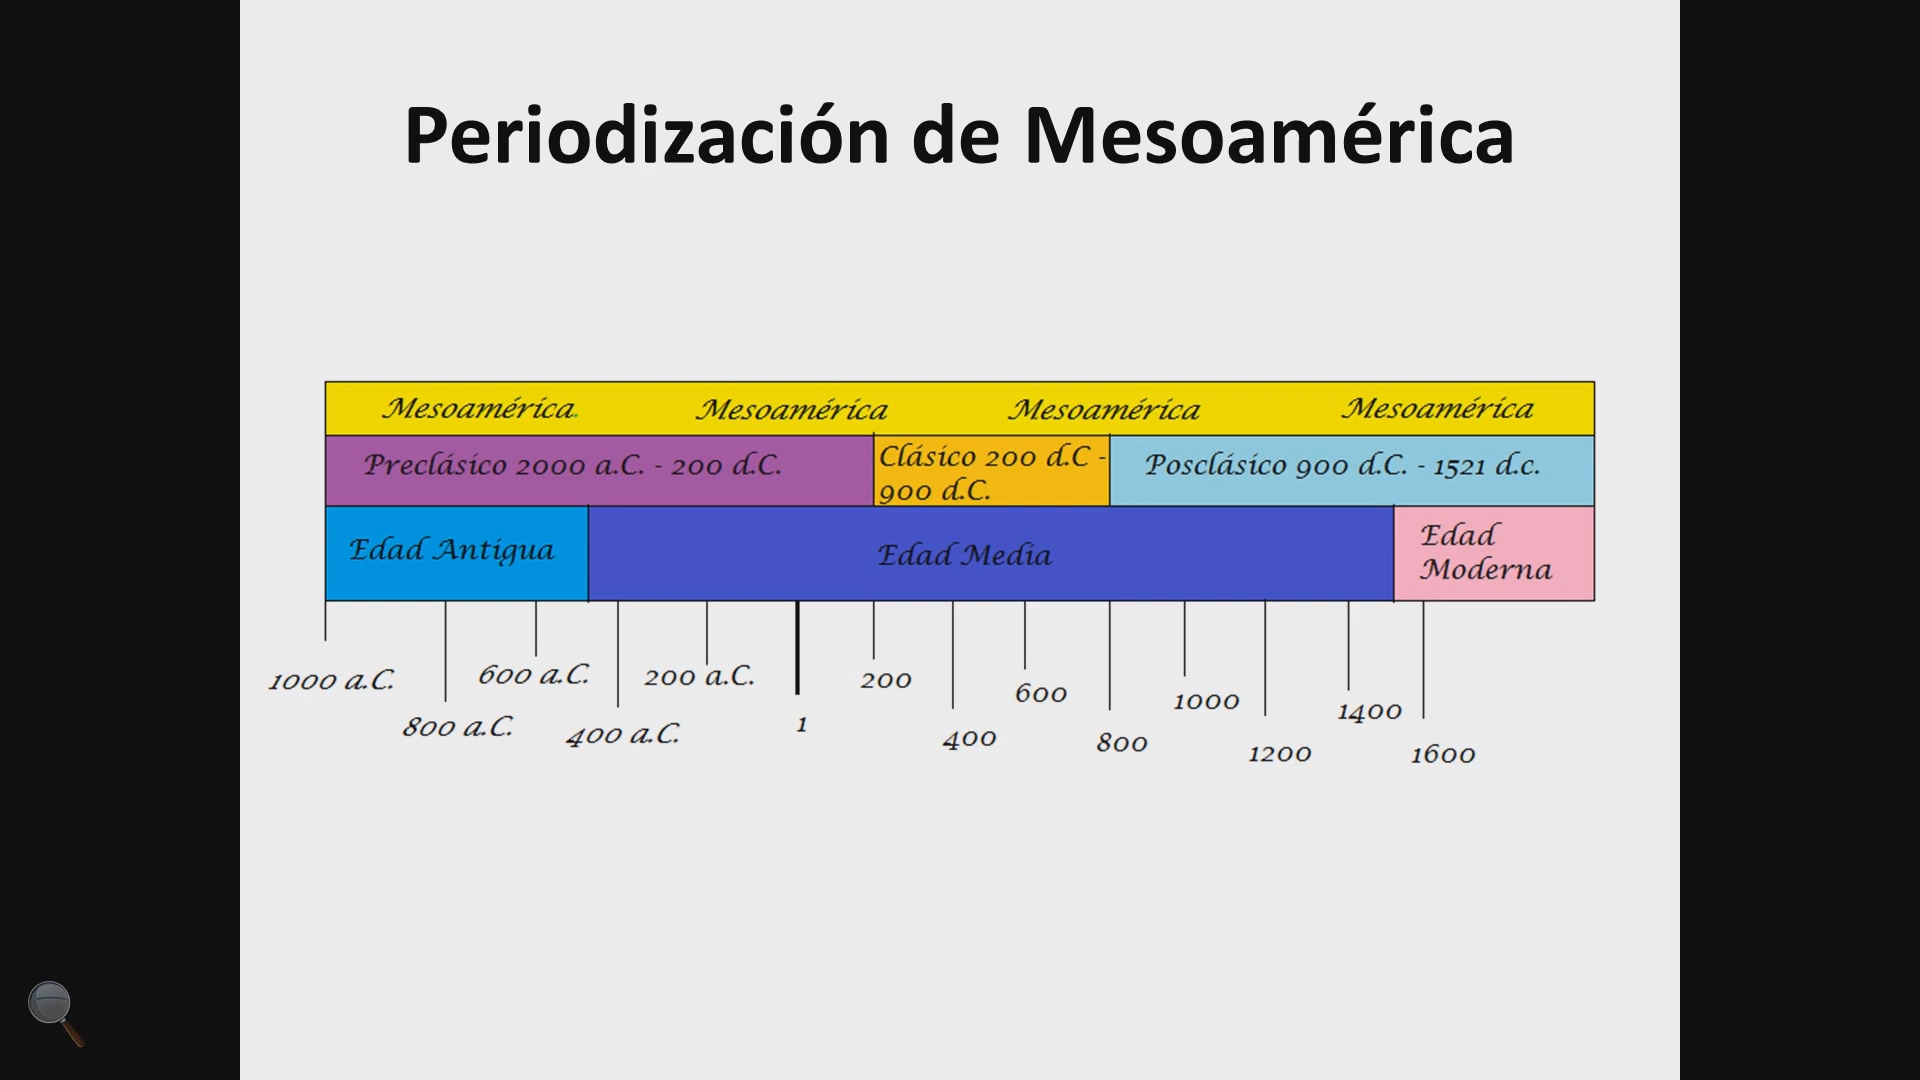 Periodización de Mesoamérica
Mesoamérica. Mesoamérica Mesoamérica Mesoamérica
Preclásico 2000 a.C. - 200 d.C.
Clásico 200 d.C -
900 d.C.
Posclásico 900 d.C. - 1521 d.c.
Edad Antigua
Edad Media
Edad
Moderna
1000 a.C.
800 a.C.
600 a.C.
400 a.C.
200 a.C.
1
200
400
600
800
1000
1200
1400
1600